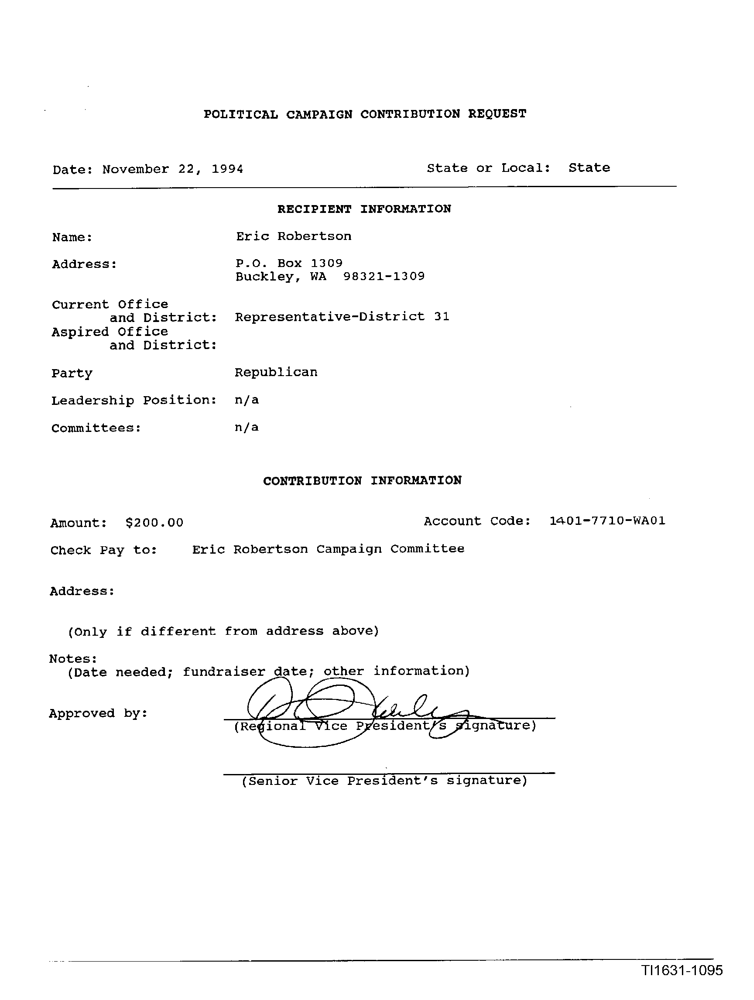 POLITICAL CAMPAIGN CONTRIBUTION REQUEST
Date: November 22, 1994 State or Local: State
RECIPIENT INFORMATION
Name: Eric Robertson
Address: P.O. Box 1309
Buckley, WA 98321-1309
Current Office
and District: Representative-District 31
Aspired Office
and District:
Party Republican
Leadership Position: n/a
Committees: n/a
CONTRIBUTION INFORMATION
Amount: $200.00 Account Code: 1401-7710-WA01
Check Pay to: Eric Robertson Campaign Committee
Address:
(Only if different from address above)
Notes:
(Date needed; fundraiser date; other information)
Approved by:
(Regional Vice President's signature)
(Senior Vice President's signature)
TI1631-1095